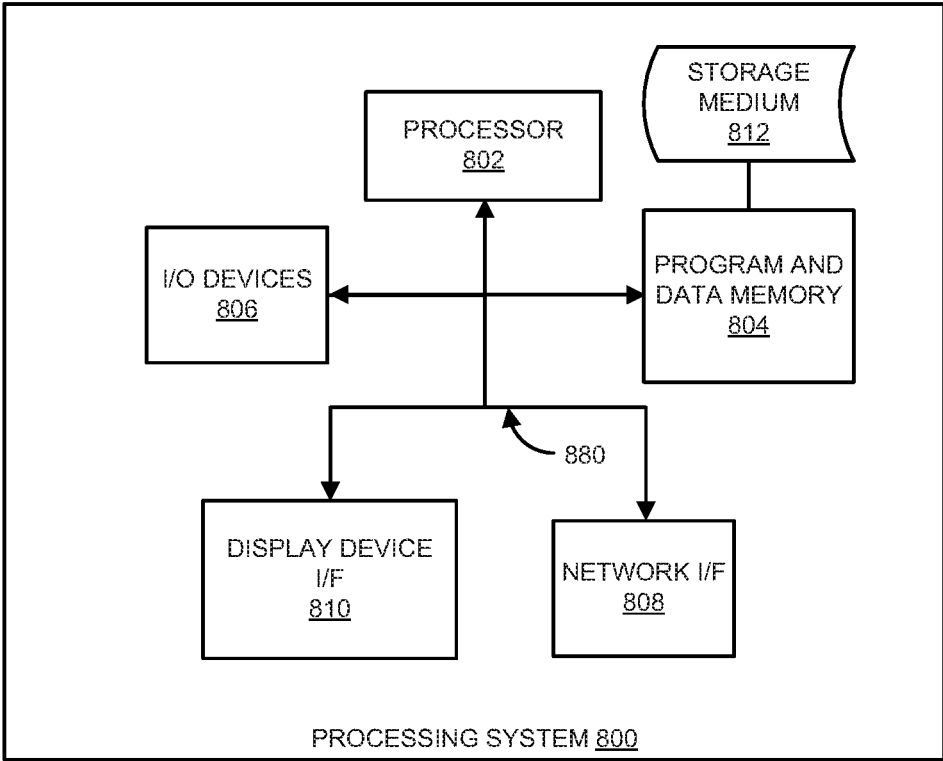 STORAGE
MEDIUM
812
PROCESSOR
802
I/O DEVICES
806
PROGRAM AND
DATA MEMORY
804
880
DISPLAY DEVICE
I/F
810
NETWORK I/F
808
PROCESSING SYSTEM 800